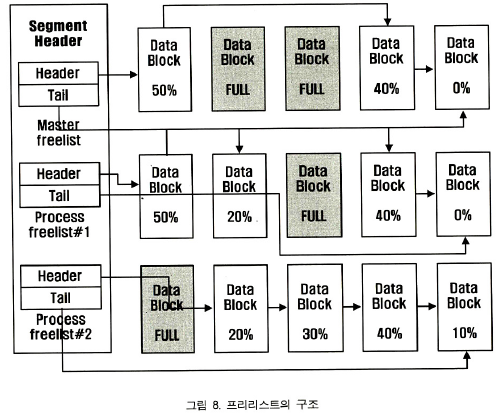 Segment
Header
Header
Tail
Master
freelist
Data
Block
50%
Data
Block
FULL
Data
Block
FULL
Data
Block
40%
Data
Block
0%
Header
Tail
Process
freelist#1
Data
Block
50%
Data
Block
20%
Data
Block
FULL
Data
Block
40%
Data
Block
0%
Header
Tail
Process
freelist#2
Data
Block
FULL
Data
Block
20%
Data
Block
30%
Data
Block
40%
Data
Block
10%
그림 8. 프리리스트의 구조